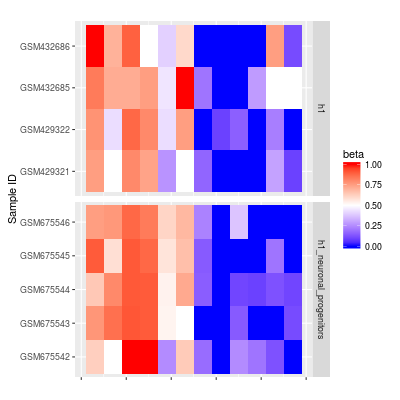 GSM432686
GSM432685
GSM429322
GSM429321
h1
GSM675546
GSM675545
GSM675544
GSM675543
GSM675542
h1_neuronal_progenitors
Sample ID
beta
1.00
0.75
0.50
0.25
0.00